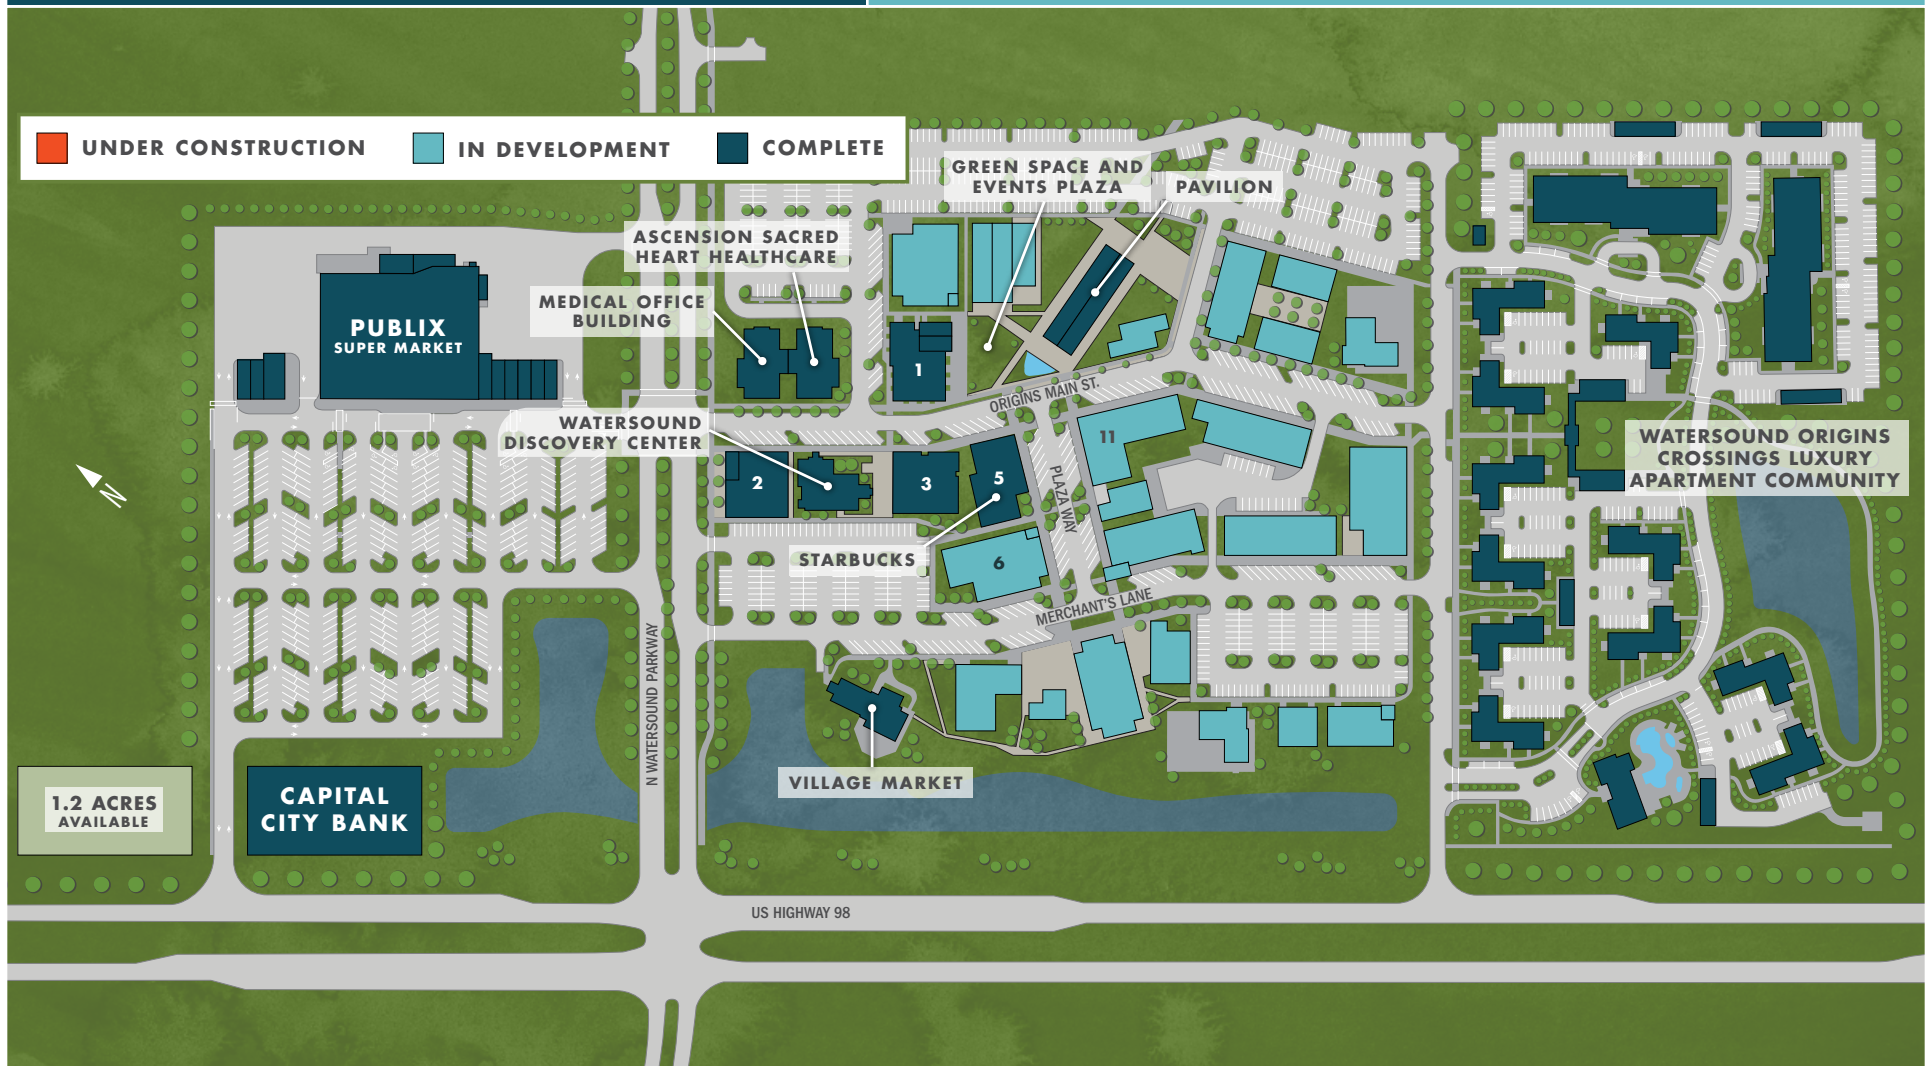 UNDER CONSTRUCTION
IN DEVELOPMENT
COMPLETE
GREEN SPACE AND
EVENTS PLAZA
PAVILION
ASCENSION SACRED
HEART HEALTHCARE
MEDICAL OFFICE
BUILDING
PUBLIX
SUPER MARKET
1
ORIGINS MAIN ST.
WATERSOUND
DISCOVERY CENTER
11
WATERSOUND ORIGINS
CROSSINGS LUXURY
APARTMENT COMMUNITY
N
2
3
5
PLAZA WAY
STARBUCKS
6
MERCHANT'S LANE
N WATERSOUND PARKWAY
VILLAGE MARKET
1.2 ACRES
AVAILABLE
CAPITAL
CITY BANK
US HIGHWAY 98